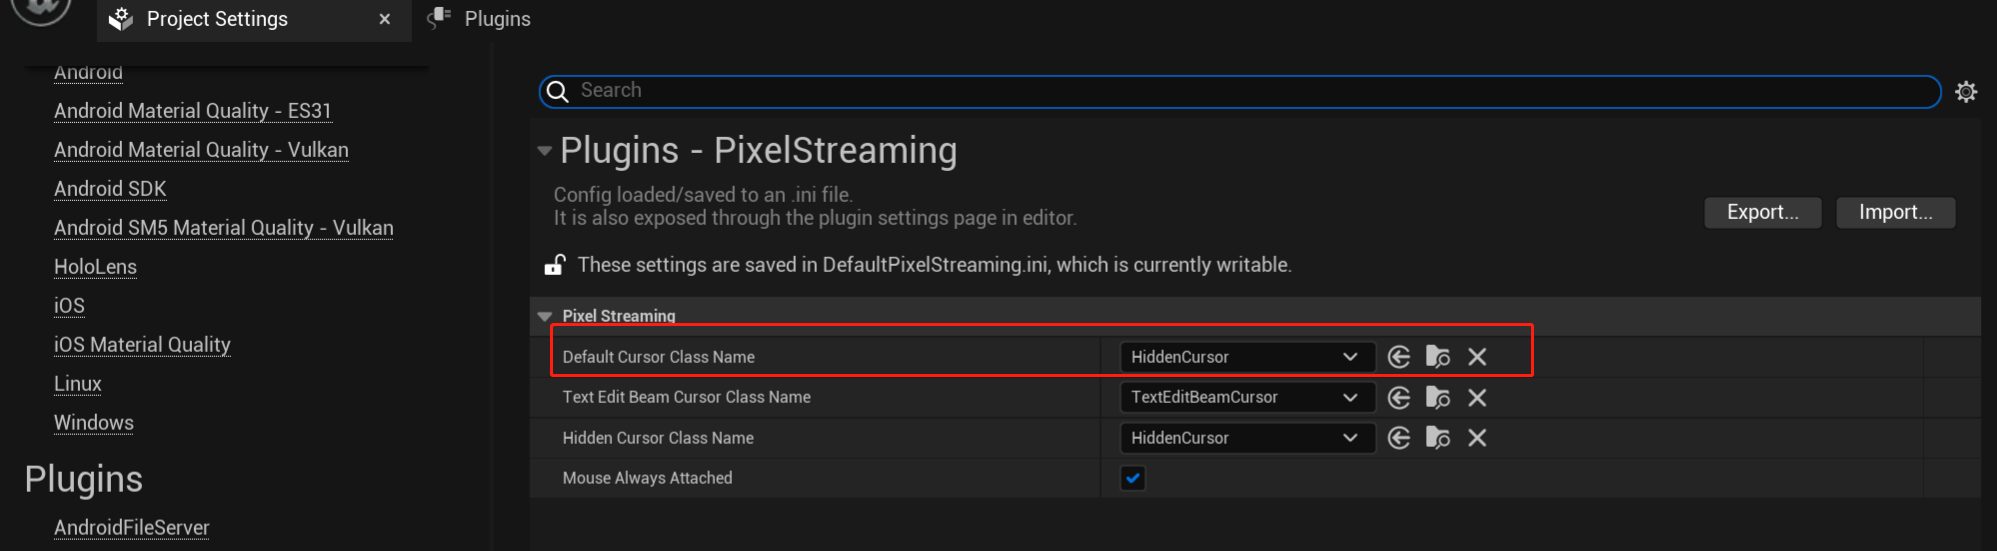 Project Settings
Plugins
Android
Android Material Quality - ES31
Android Material Quality - Vulkan
Android SDK
Android SM5 Material Quality - Vulkan
HoloLens
iOS
iOS Material Quality
Linux
Windows
Plugins
AndroidFileServer
Search
Plugins - PixelStreaming
Config loaded/saved to an .ini file.
It is also exposed through the plugin settings page in editor.
Export...
Import...
These settings are saved in DefaultPixelStreaming.ini, which is currently writable.
Pixel Streaming
Default Cursor Class Name
HiddenCursor
Text Edit Beam Cursor Class Name
TextEditBeamCursor
Hidden Cursor Class Name
HiddenCursor
Mouse Always Attached